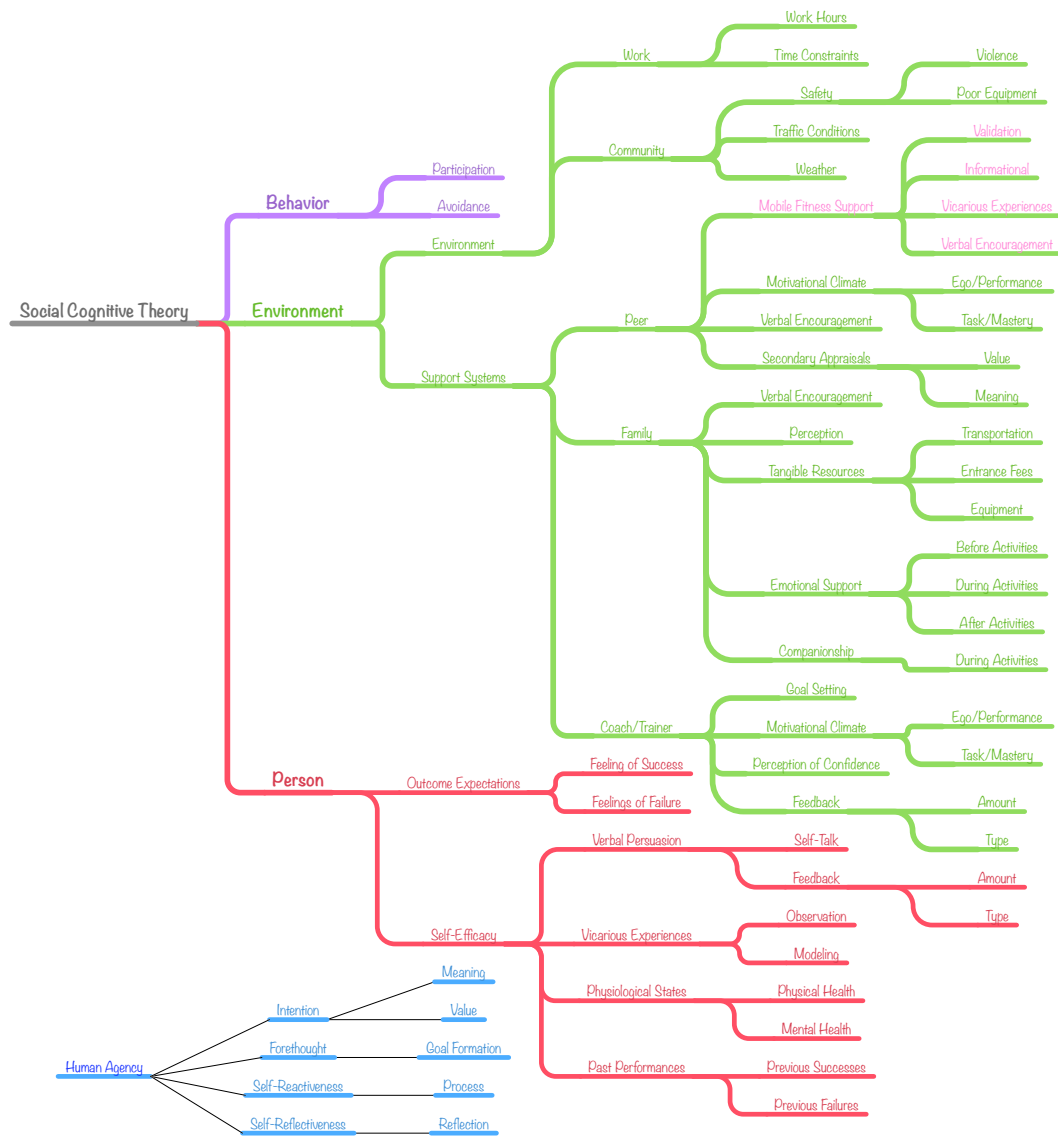 Social Cognitive Theory
Behavior
Participation
Avoidance
Environment
Environment
Work
Work Hours
Time Constraints
Community
Safety
Violence
Poor Equipment
Traffic Conditions
Weather
Support Systems
Peer
Mobile Fitness Support
Validation
Informational
Vicarious Experiences
Verbal Encouragement
Motivational Climate
Ego/Performance
Task/Mastery
Verbal Encouragement
Secondary Appraisals
Value
Meaning
Family
Verbal Encouragement
Perception
Tangible Resources
Transportation
Entrance Fees
Equipment
Emotional Support
Before Activities
During Activities
After Activities
Companionship
During Activities
Coach/Trainer
Goal Setting
Motivational Climate
Ego/Performance
Task/Mastery
Perception of Confidence
Feedback
Amount
Type
Person
Outcome Expectations
Feeling of Success
Feelings of Failure
Self-Efficacy
Verbal Persuasion
Self-Talk
Feedback
Amount
Type
Vicarious Experiences
Observation
Modeling
Physiological States
Physical Health
Mental Health
Past Performances
Previous Successes
Previous Failures
Human Agency
Intention
Meaning
Value
Forethought
Goal Formation
Self-Reactiveness
Process
Self-Reflectiveness
Reflection